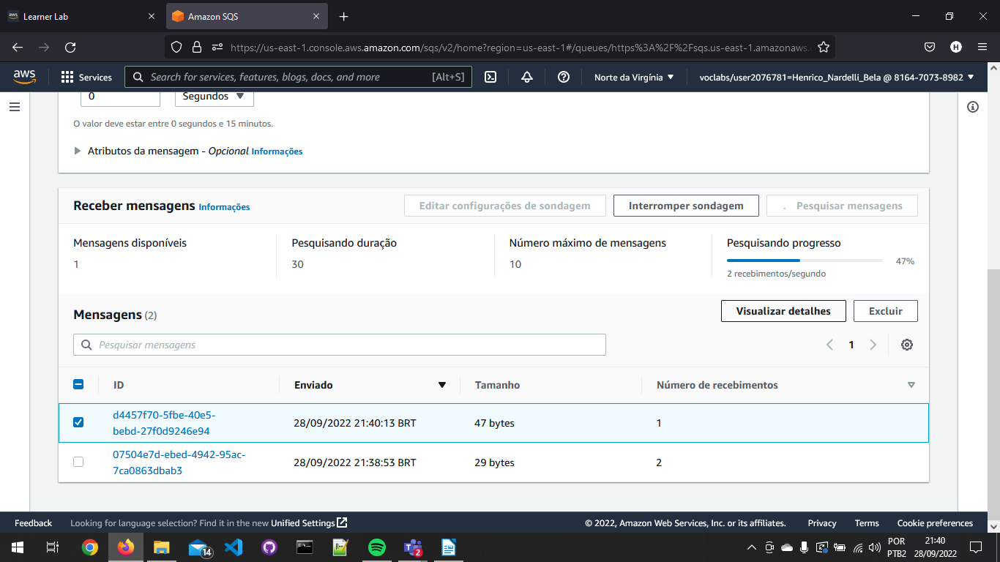 Learner Lab
Amazon SQS
https://us-east-1.console.aws.amazon.com/sqs/v2/home?region=us-east-1#/queues/https%3A%2F%2Fsqs.us-east-1.amazonaws.
H
aws
Services
Search for services, features, blogs, docs, and more
[Alt+S]
Norte da Virgínia
voclabs/user2076781=Henrico_Nardelli_Bela @ 8164-7073-8982
0
Segundos
O valor deve estar entre 0 segundos e 15 minutos.
Atributos da mensagem - Opcional Informações
Receber mensagens Informações
Editar configurações de sondagem
Interromper sondagem
Pesquisar mensagens
Mensagens disponíveis
1
Pesquisando duração
30
Número máximo de mensagens
10
Pesquisando progresso
47%
2 recebimentos/segundo
Mensagens (2)
Visualizar detalhes
Excluir
Pesquisar mensagens
1
ID
Enviado
Tamanho
Número de recebimentos
d4457f70-5fbe-40e5-
bebd-27f0d9246e94
28/09/2022 21:40:13 BRT
47 bytes
1
07504e7d-ebed-4942-95ac-
7ca0863dbab3
28/09/2022 21:38:53 BRT
29 bytes
2
Feedback
Looking for language selection? Find it in the new Unified Settings
© 2022, Amazon Web Services, Inc. or its affiliates.
Privacy
Terms
Cookie preferences
14
2
POR
PTB2
21:40
28/09/2022